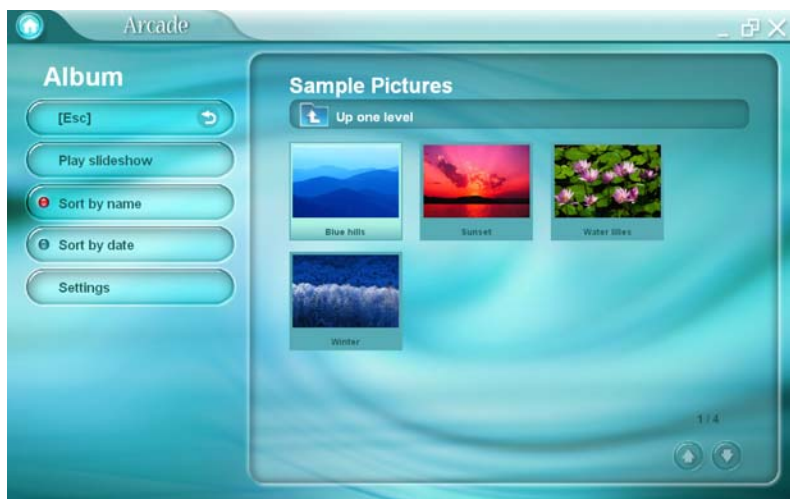 Arcade
Album
[Esc]
Play slideshow
Sort by name
Sort by date
Settings
Sample Pictures
Up one level
Blue hills
Sunset
Water lilies
Winter
1 / 4